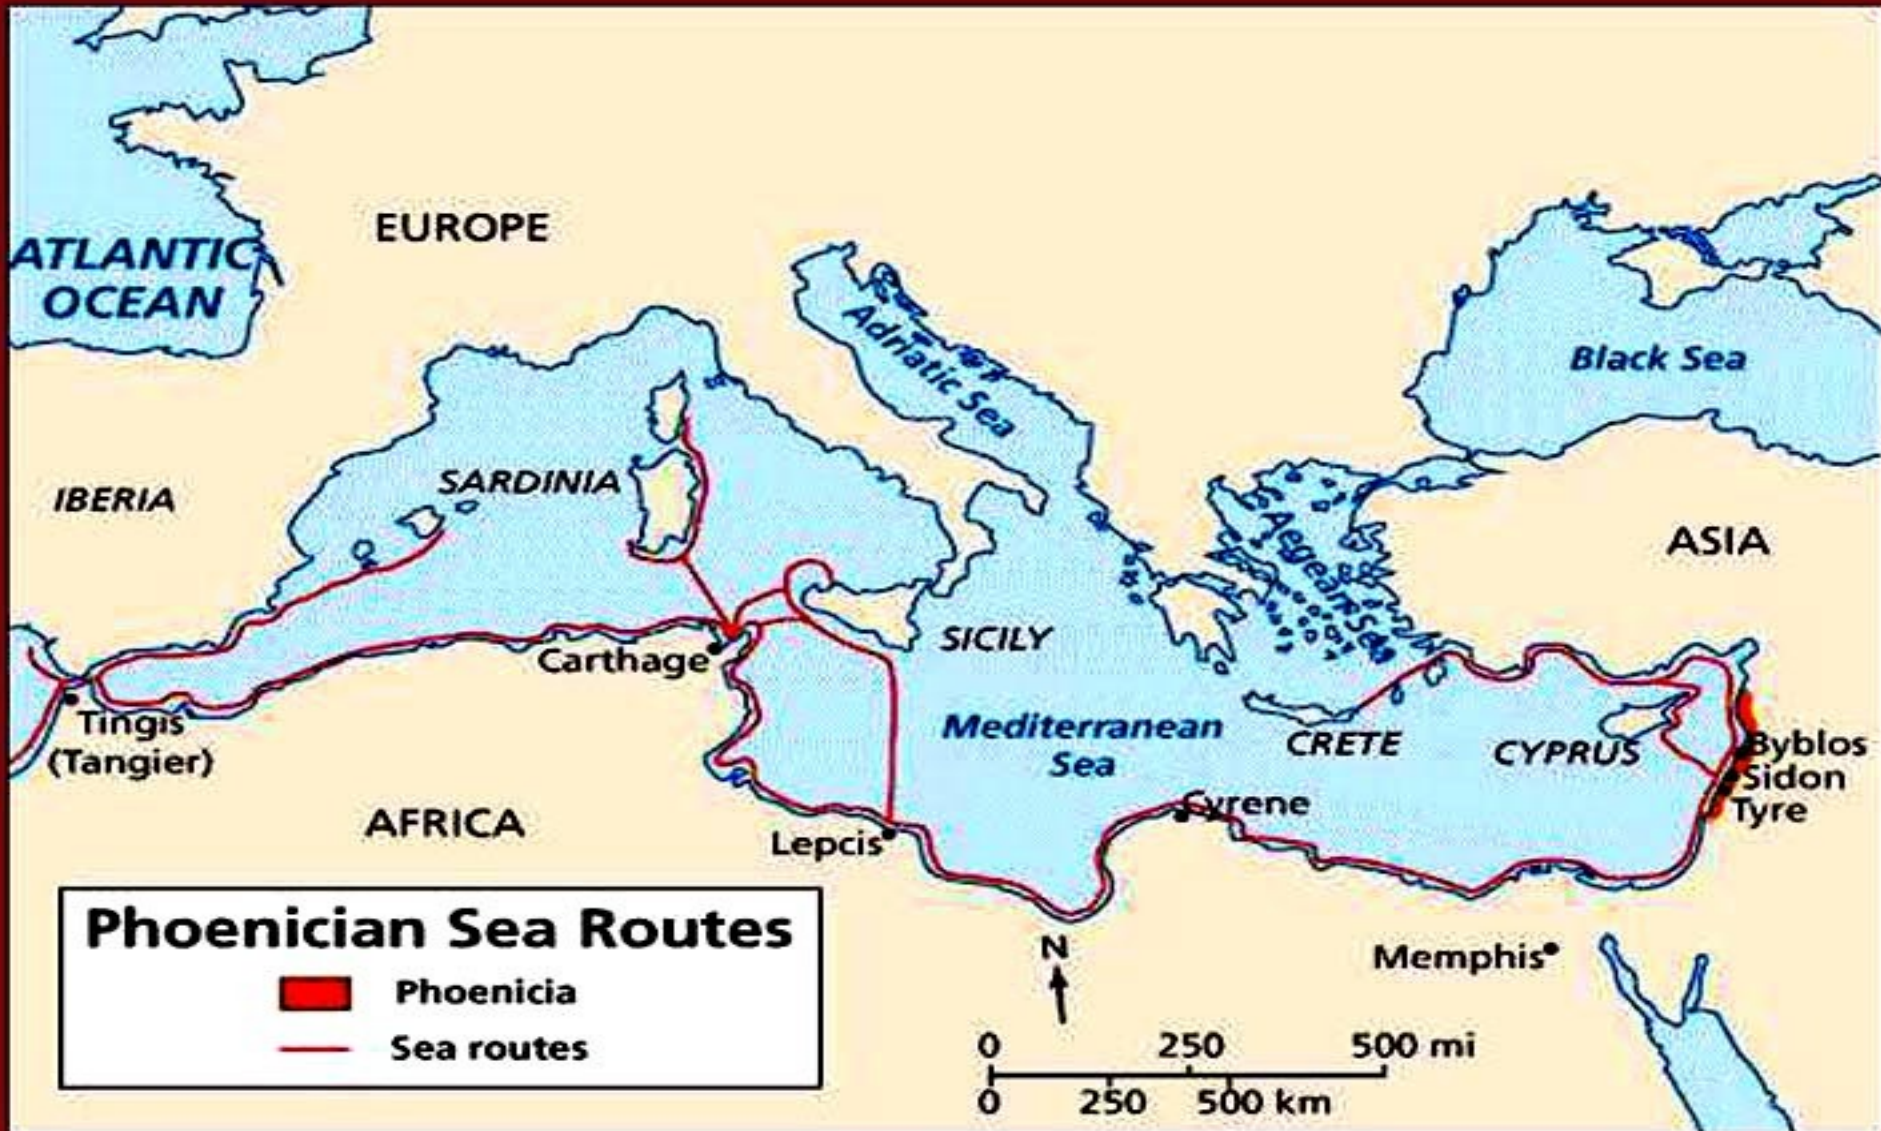 EUROPE
ATLANTIC
OCEAN
Adriatic Sea
Black Sea
IBERIA
SARDINIA
Aegean Sea
ASIA
SICILY
Carthage
Tingis
(Tangier)
Mediterranean
Sea
CRETE
CYPRUS
Byblos
Sidon
Tyre
Cyrene
AFRICA
Lepcis
Memphis
Phoenician Sea Routes
Phoenicia
Sea routes
N
0 250 500 mi
0 250 500 km